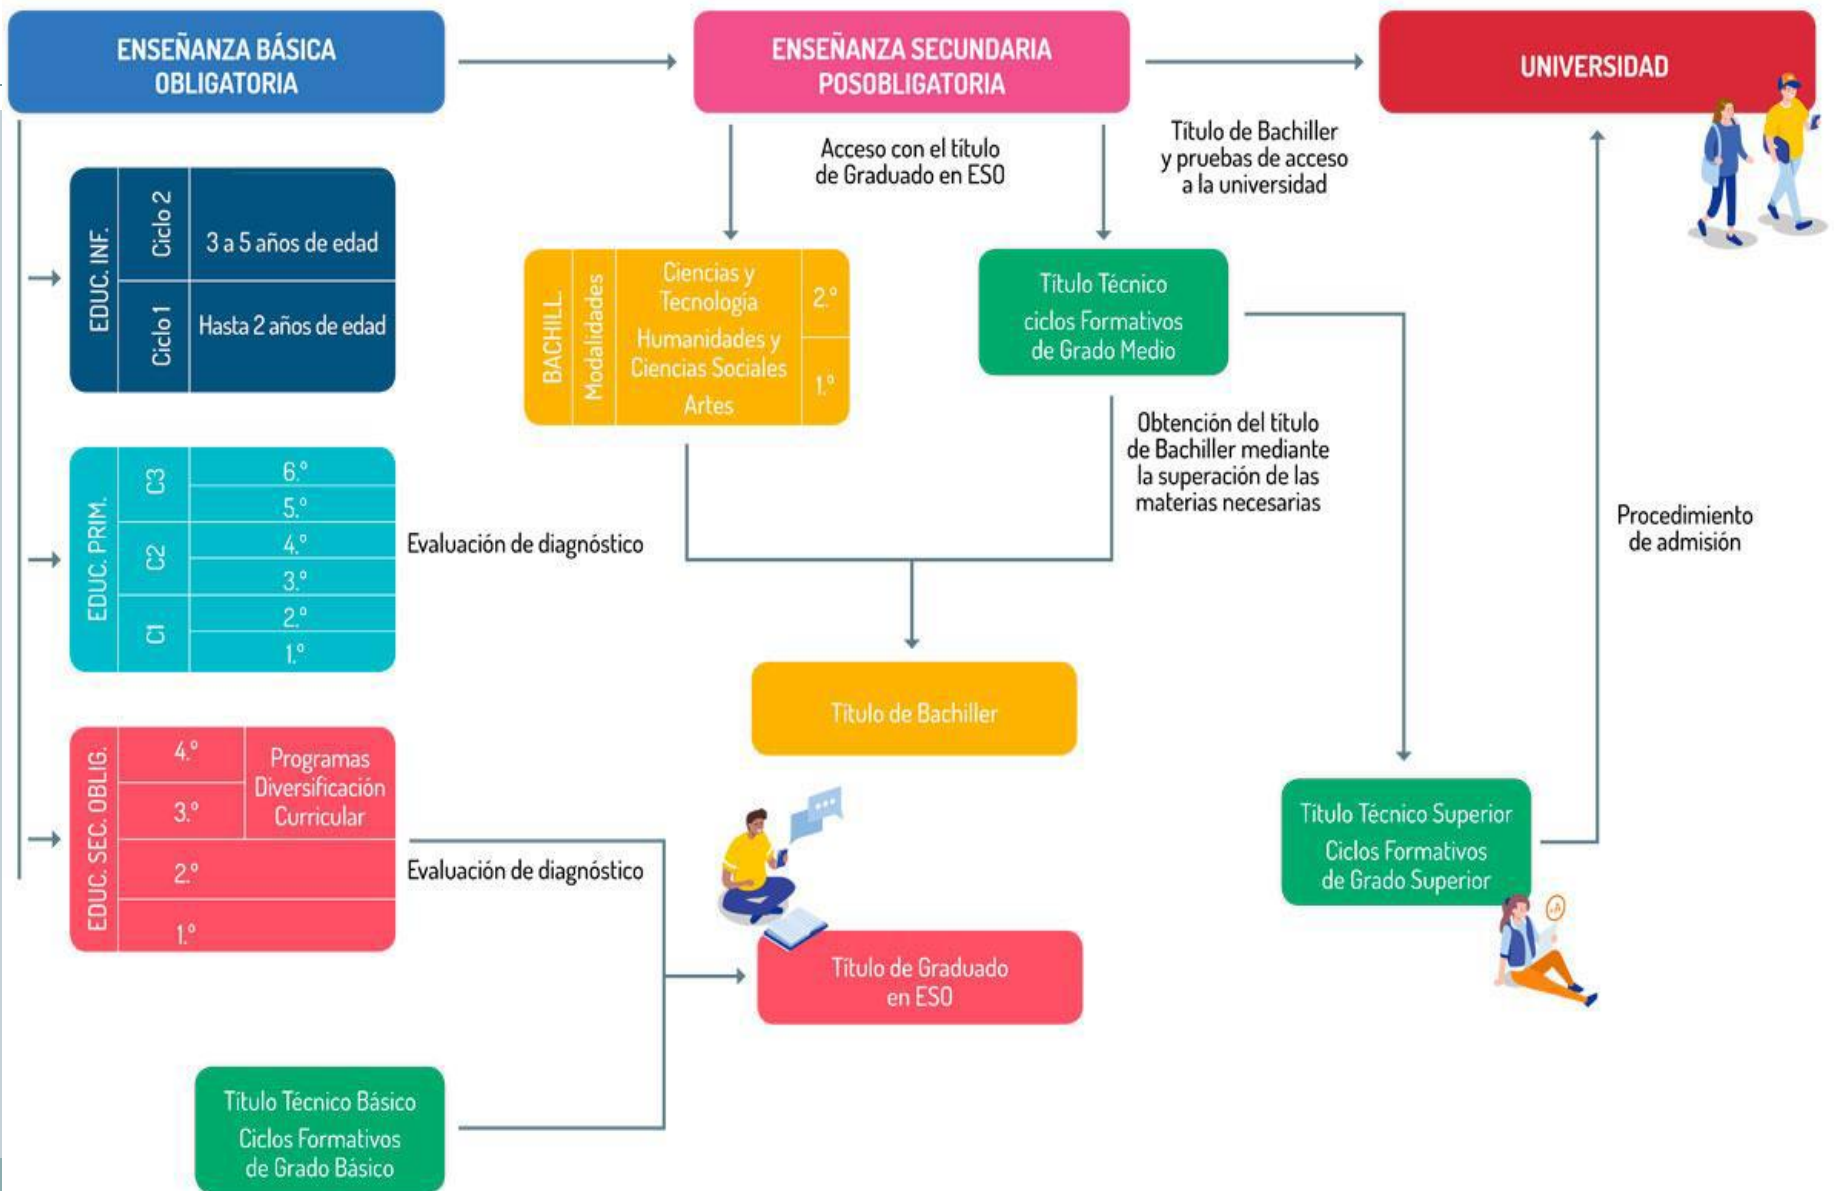 ENSEÑANZA BÁSICA
OBLIGATORIA
ENSEÑANZA SECUNDARIA
POSOBLIGATORIA
UNIVERSIDAD
Acceso con el título
de Graduado en ESO
Título de Bachiller
y pruebas de acceso
a la universidad
EDUC. INF.
Ciclo 2
3 a 5 años de edad
Ciclo 1
Hasta 2 años de edad
BACHILL.
Modalidades
Ciencias y
Tecnología
Humanidades y
Ciencias Sociales
Artes
2.º
1.º
Título Técnico
ciclos Formativos
de Grado Medio
Obtención del título
de Bachiller mediante
la superación de las
materias necesarias
EDUC. PRIM.
C3
6.º
5.º
C2
4.º
3.º
C1
2.º
1.º
Evaluación de diagnóstico
Procedimiento
de admisión
Título de Bachiller
EDUC. SEC. OBLIG.
4.º
3.º
Programas
Diversificación
Curricular
2.º
1.º
Evaluación de diagnóstico
Título Técnico Superior
Ciclos Formativos
de Grado Superior
Título de Graduado
en ESO
Título Técnico Básico
Ciclos Formativos
de Grado Básico